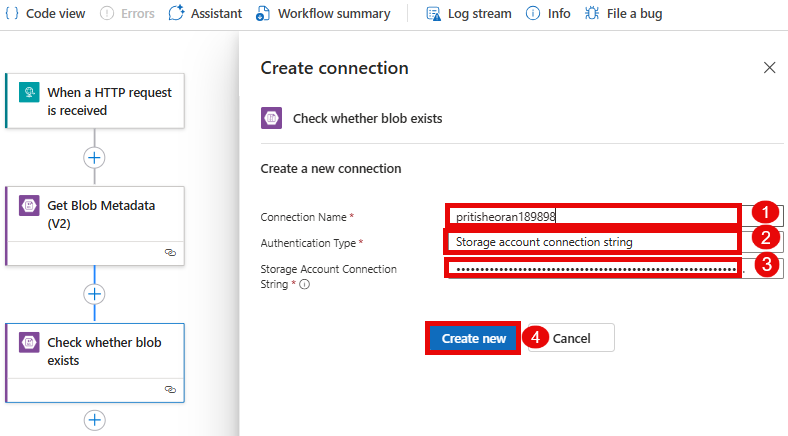 { } Code view Errors Assistant Workflow summary Log stream Info File a bug
When a HTTP request
is received
Get Blob Metadata
(V2)
Check whether blob
exists
Create connection
Check whether blob exists
Create a new connection
Connection Name * pritisheoran189898 1
Authentication Type * Storage account connection string 2
Storage Account Connection
String * 3
Create new 4 Cancel